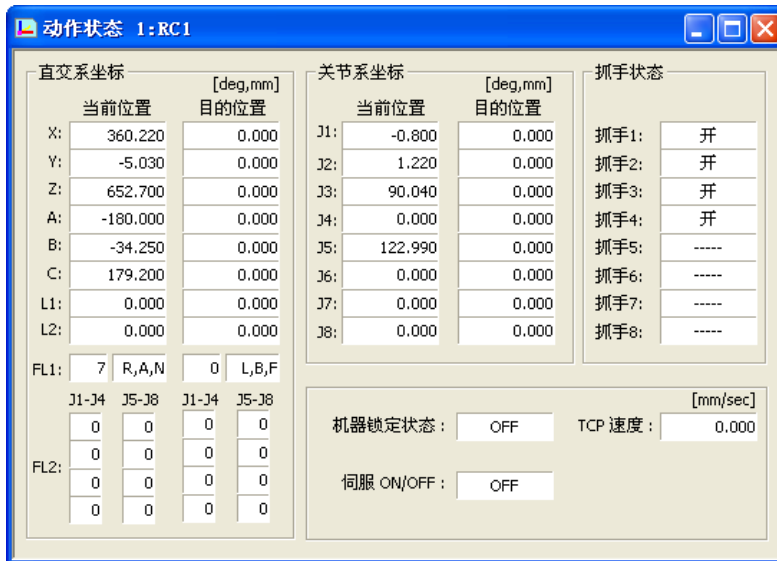 动作状态 1:RC1
直交系坐标
[deg,mm]
当前位置 目的位置
X: 360.220 0.000
Y: -5.030 0.000
Z: 652.700 0.000
A: -180.000 0.000
B: -34.250 0.000
C: 179.200 0.000
L1: 0.000 0.000
L2: 0.000 0.000
FL1: 7 R,A,N 0 L,B,F
J1-J4 J5-J8 J1-J4 J5-J8
0 0 0 0
0 0 0 0
FL2:
0 0 0 0
0 0 0 0
关节系坐标
[deg,mm]
当前位置 目的位置
J1: -0.800 0.000
J2: 1.220 0.000
J3: 90.040 0.000
J4: 0.000 0.000
J5: 122.990 0.000
J6: 0.000 0.000
J7: 0.000 0.000
J8: 0.000 0.000
抓手状态
抓手1: 开
抓手2: 开
抓手3: 开
抓手4: 开
抓手5: -----
抓手6: -----
抓手7: -----
抓手8: -----
[mm/sec]
机器锁定状态: OFF TCP 速度: 0.000
伺服 ON/OFF: OFF